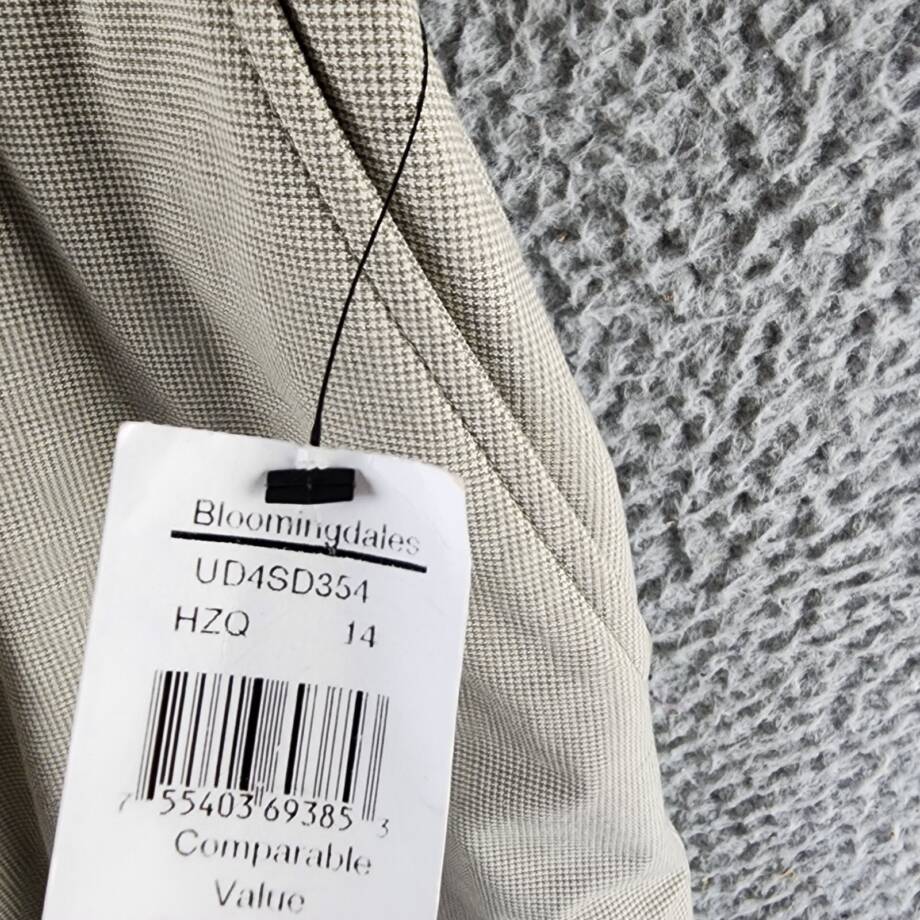 Bloomingdales
UD4SD354
HZQ 14
7 55403 69385 3
Comparable
Value